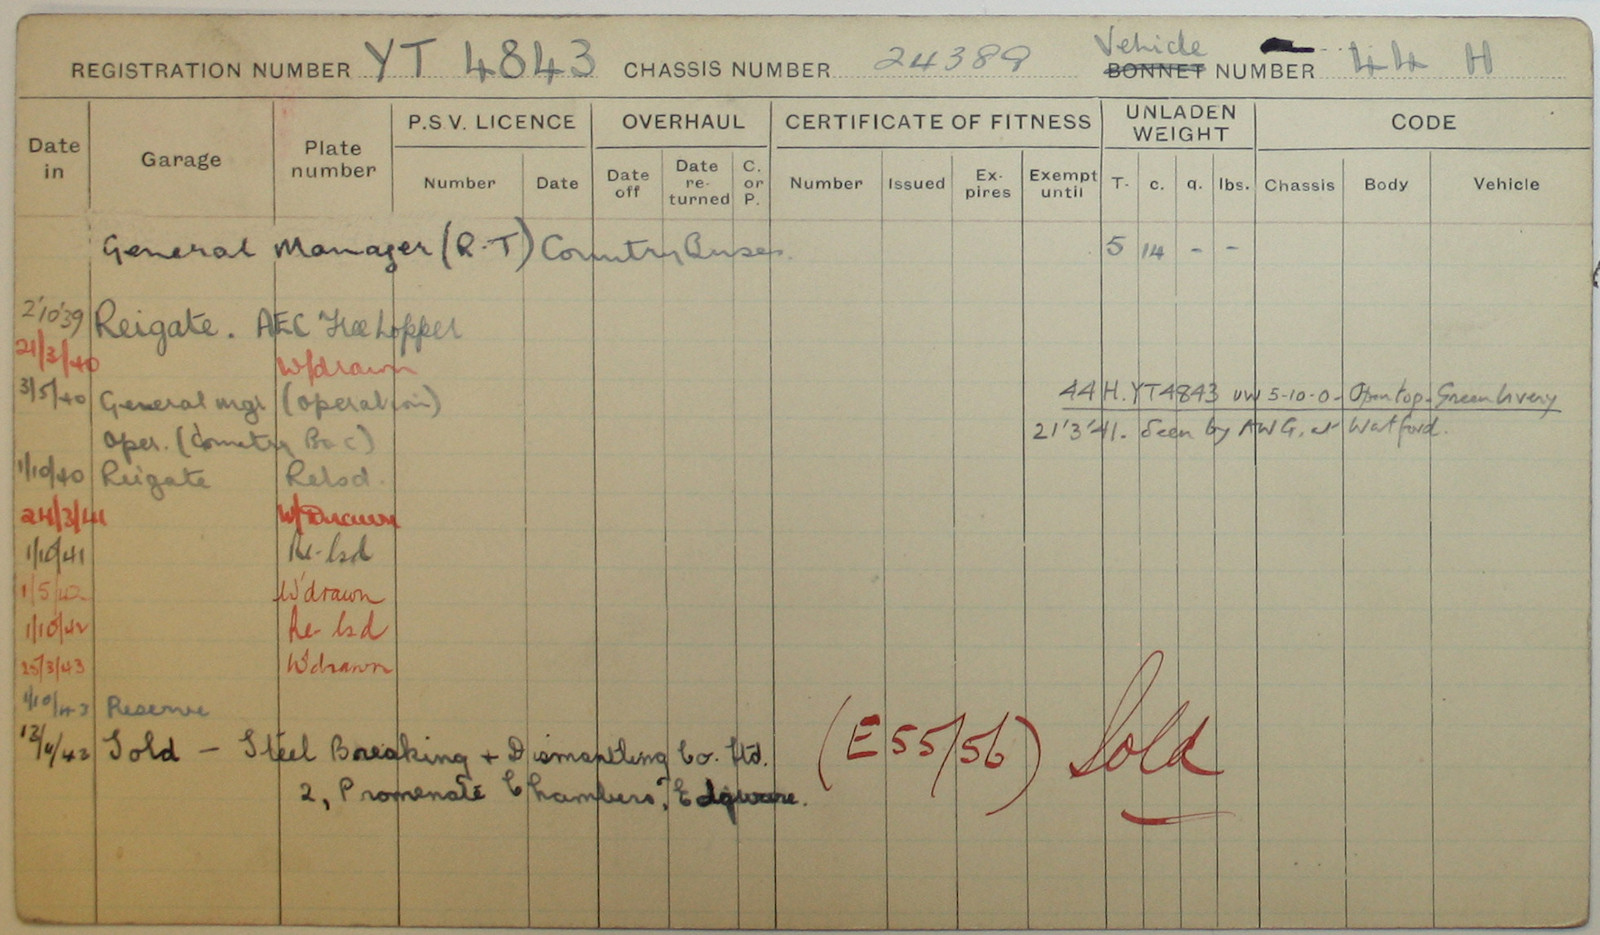 REGISTRATION NUMBER YT 4843 CHASSIS NUMBER 24389 Vehicle BONNET NUMBER 44 H
Date in Garage Plate number P.S.V. LICENCE OVERHAUL CERTIFICATE OF FITNESS UNLADEN WEIGHT CODE
Number Date Date off Date re-turned C. or P. Number Issued Ex-pires Exempt until T. c. q. lbs. Chassis Body Vehicle
General Manager (R-T) Country Buses. 5 14 - -
2'10'39 Reigate. AEC Tree Lopper
21/3/40 W/drawn
3/5/40 General mgr (operation) 44 H. YT4843 UW 5-10-0- Open top. Green livery
Oper. (Country B & C) 21'3'41. Seen by AWG. at Watford.
1/10/40 Reigate Relsd.
24/3/41 W/Drawn
1/10/41 Re-lsd
1/5/42 W'drawn
1/10/42 Re-lsd
25/3/43 W'drawn
1/10/43 Reserve
Sold - Steel Breaking + Dismantling Co. Ltd. (E55/56) Sold
2, Promenade Chambers, Edgware.